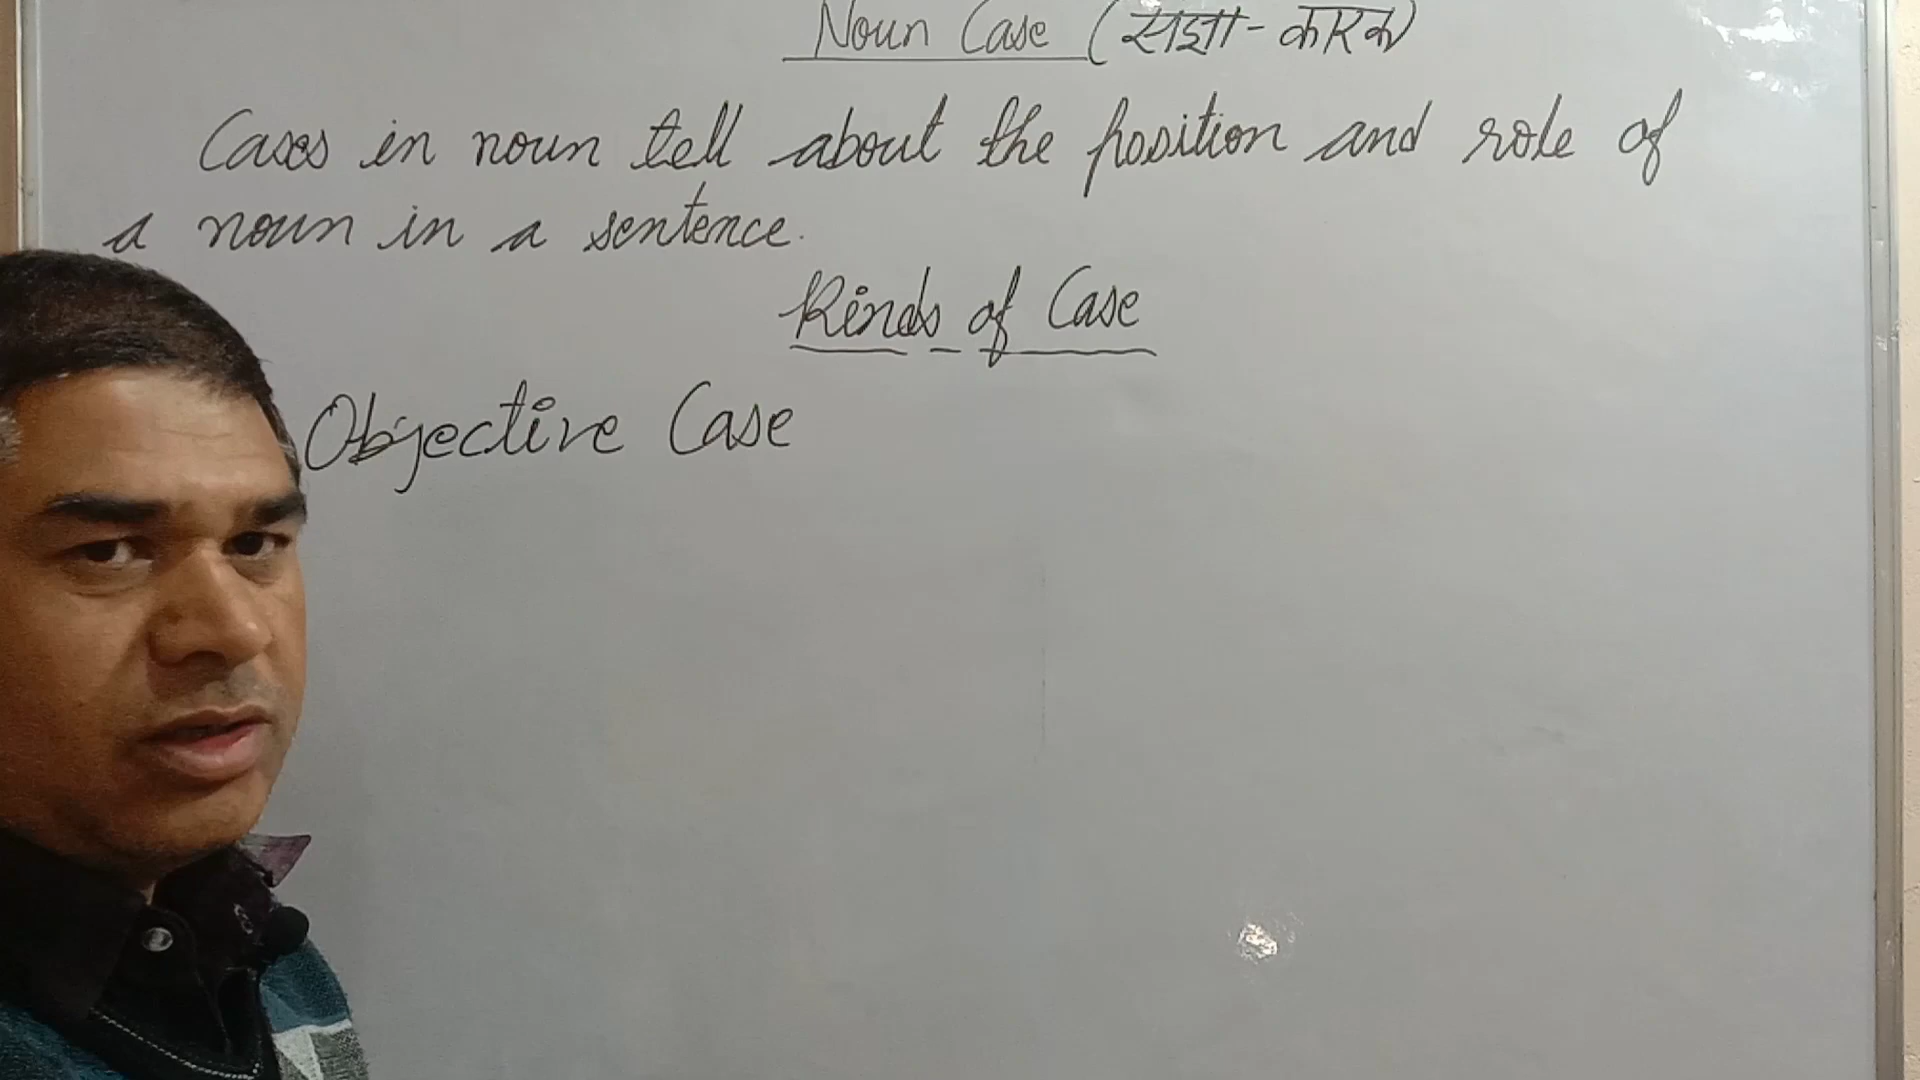 Noun Case (संज्ञा - कारक)
Cases in noun tell about the position and role of
a noun in a sentence.
Kinds of Case
Objective Case